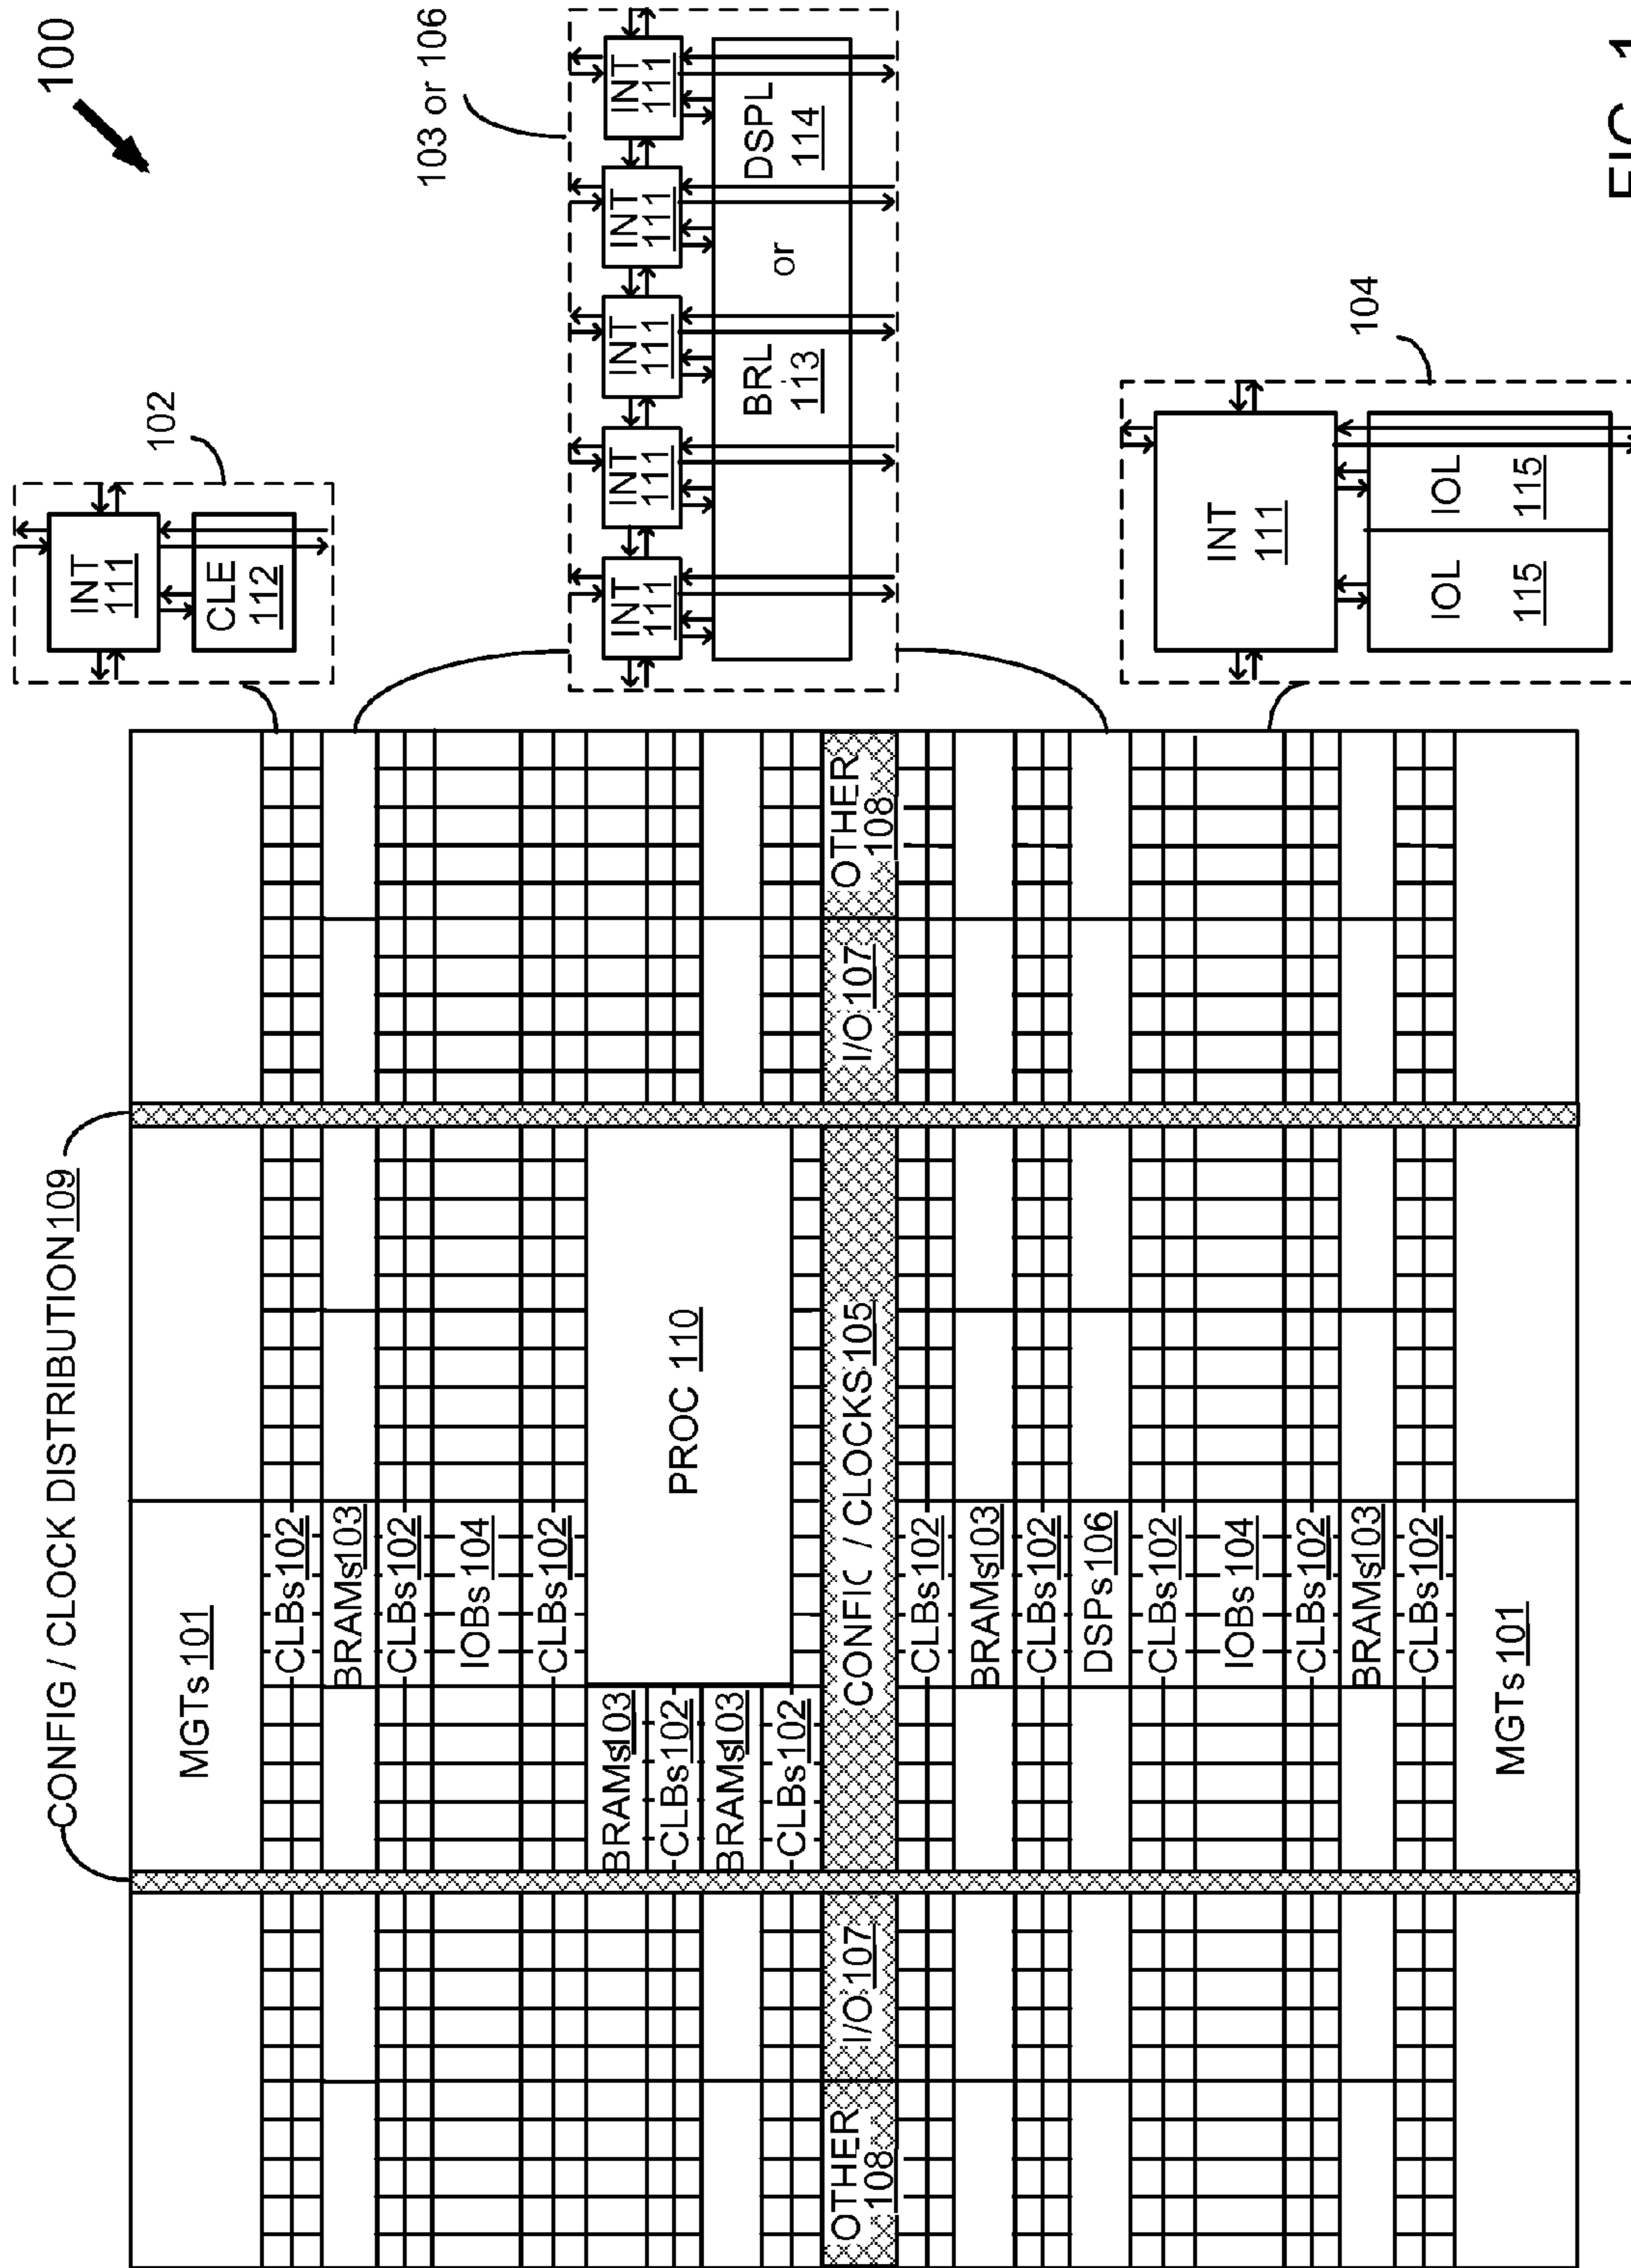 100
CONFIG / CLOCK DISTRIBUTION 109
MGTs 101
CLBs 102
BRAMs 103
CLBs 102
IOBs 104
CLBs 102
BRAMs 103
CLBs 102
BRAMs 103
CLBs 102
PROC 110
OTHER
108
I/O 107
CONFIG / CLOCKS 105
I/O 107
OTHER
108
CLBs 102
BRAMs 103
CLBs 102
DSPs 106
CLBs 102
IOBs 104
CLBs 102
BRAMs 103
CLBs 102
MGTs 101
102
INT
111
CLE
112
103 or 106
INT
111
INT
111
INT
111
INT
111
INT
111
BRL
113
or
DSPL
114
104
INT
111
IOL
115
IOL
115
FIG. 1